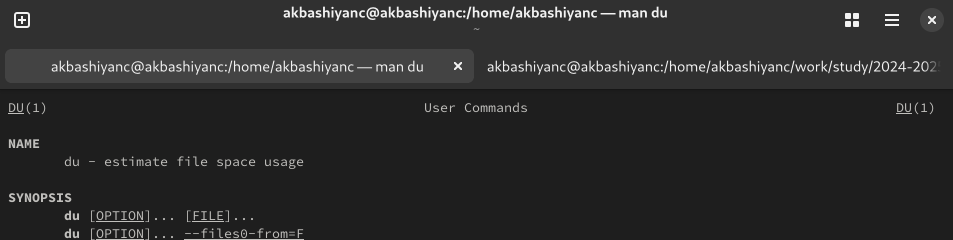 akbashiyanc@akbashiyanc:/home/akbashiyanc — man du
~
akbashiyanc@akbashiyanc:/home/akbashiyanc — man du
akbashiyanc@akbashiyanc:/home/akbashiyanc/work/study/2024-2025
DU(1) User Commands DU(1)
NAME
du - estimate file space usage
SYNOPSIS
du [OPTION]... [FILE]...
du [OPTION]... --files0-from=F